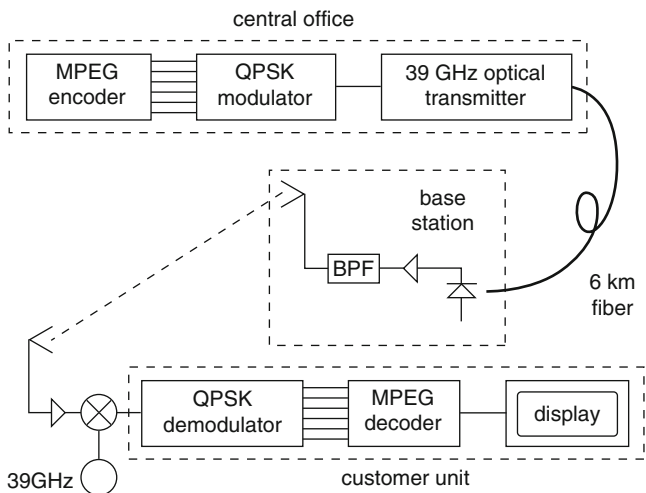 central office
MPEG
encoder
QPSK
modulator
39 GHz optical
transmitter
base
station
BPF
6 km
fiber
QPSK
demodulator
MPEG
decoder
display
39GHz
customer unit